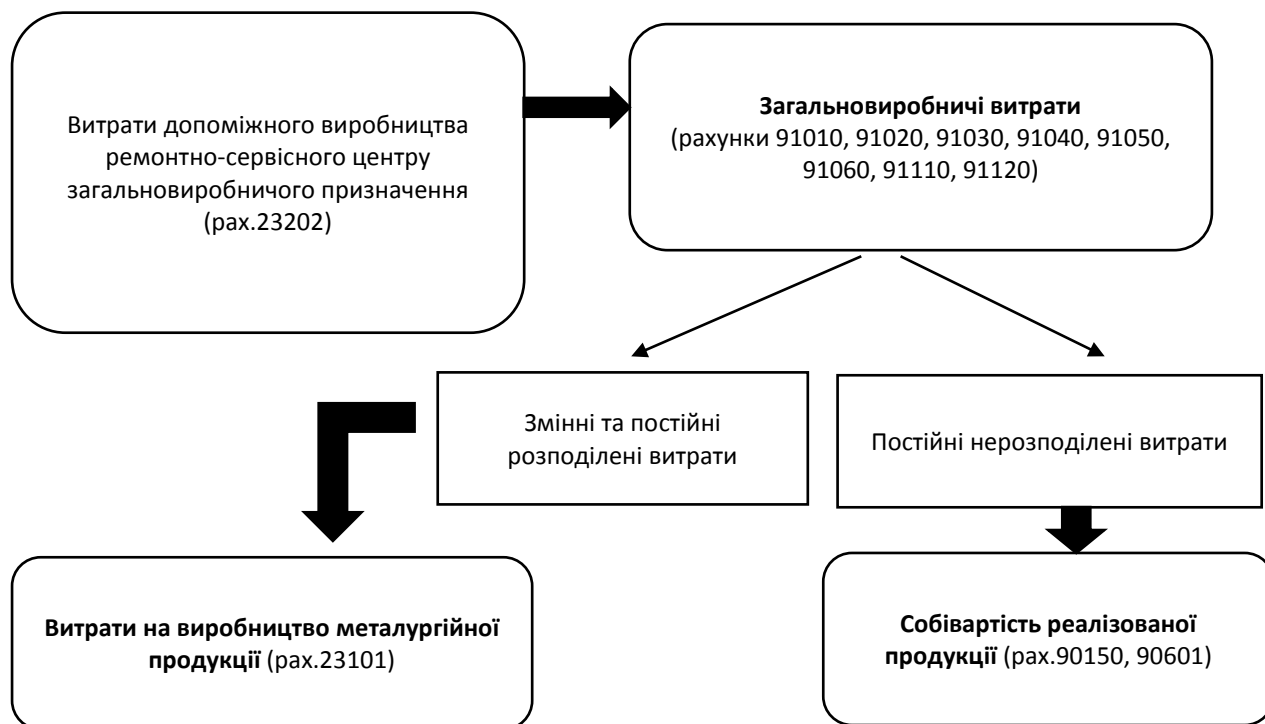 Витрати допоміжного виробництва
ремонтно-сервісного центру
загальновиробничого призначення
(рах.23202)
Загальновиробничі витрати
(рахунки 91010, 91020, 91030, 91040, 91050,
91060, 91110, 91120)
Змінні та постійні
розподілені витрати
Постійні нерозподілені витрати
Витрати на виробництво металургійної
продукції (рах.23101)
Собівартість реалізованої
продукції (рах.90150, 90601)